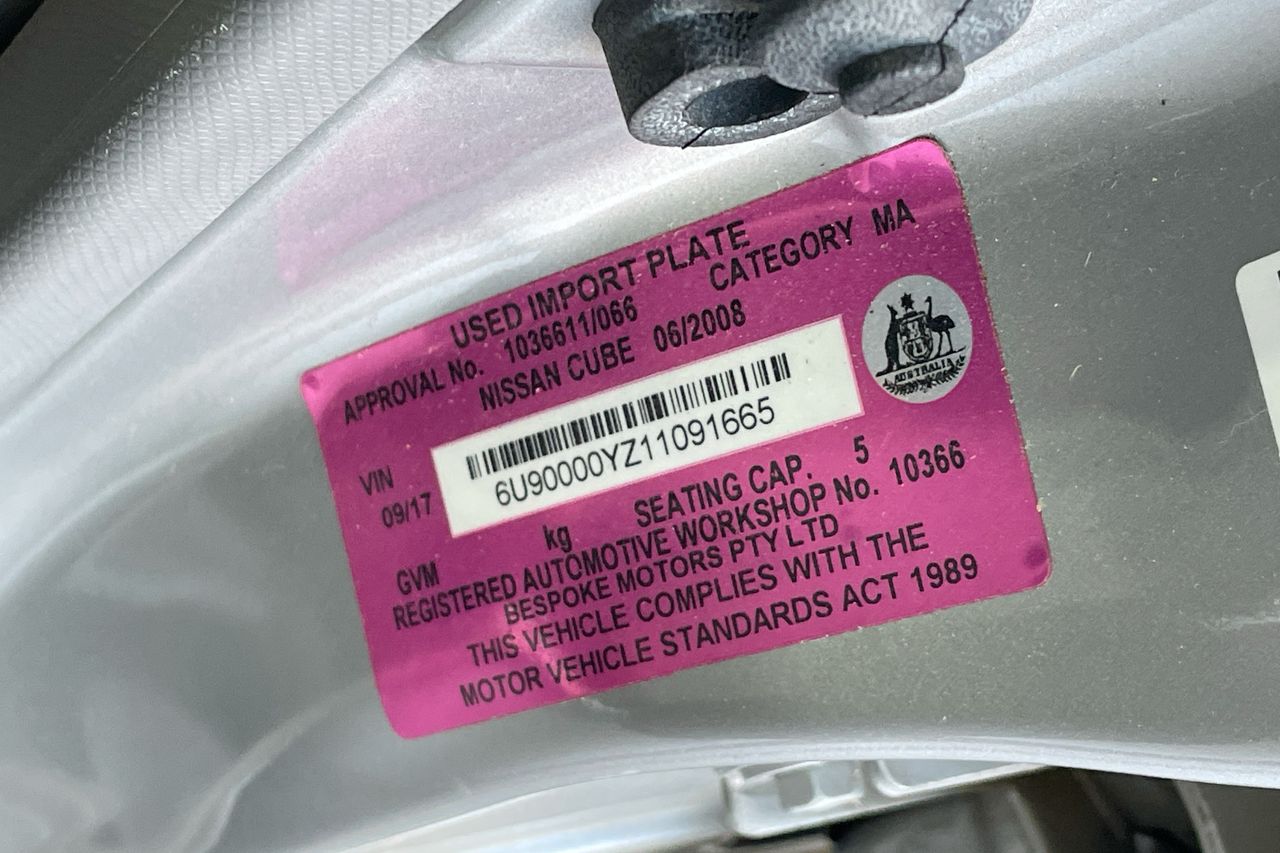 USED IMPORT PLATE
APPROVAL No. 1036611/066 CATEGORY MA
NISSAN CUBE 06/2008
VIN 6U90000YZ11091665
09/17
GVM kg SEATING CAP. 5
REGISTERED AUTOMOTIVE WORKSHOP No. 10366
BESPOKE MOTORS PTY LTD
THIS VEHICLE COMPLIES WITH THE
MOTOR VEHICLE STANDARDS ACT 1989
AUSTRALIA